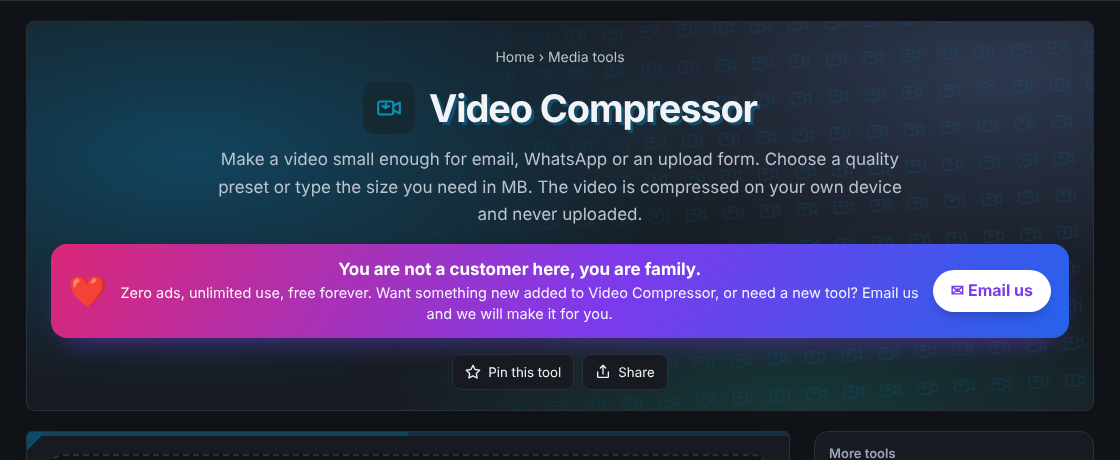 Home › Media tools
Video Compressor
Make a video small enough for email, WhatsApp or an upload form. Choose a quality
preset or type the size you need in MB. The video is compressed on your own device
and never uploaded.
You are not a customer here, you are family.
Zero ads, unlimited use, free forever. Want something new added to Video Compressor, or need a new tool? Email us
and we will make it for you.
✉ Email us
Pin this tool
Share
More tools